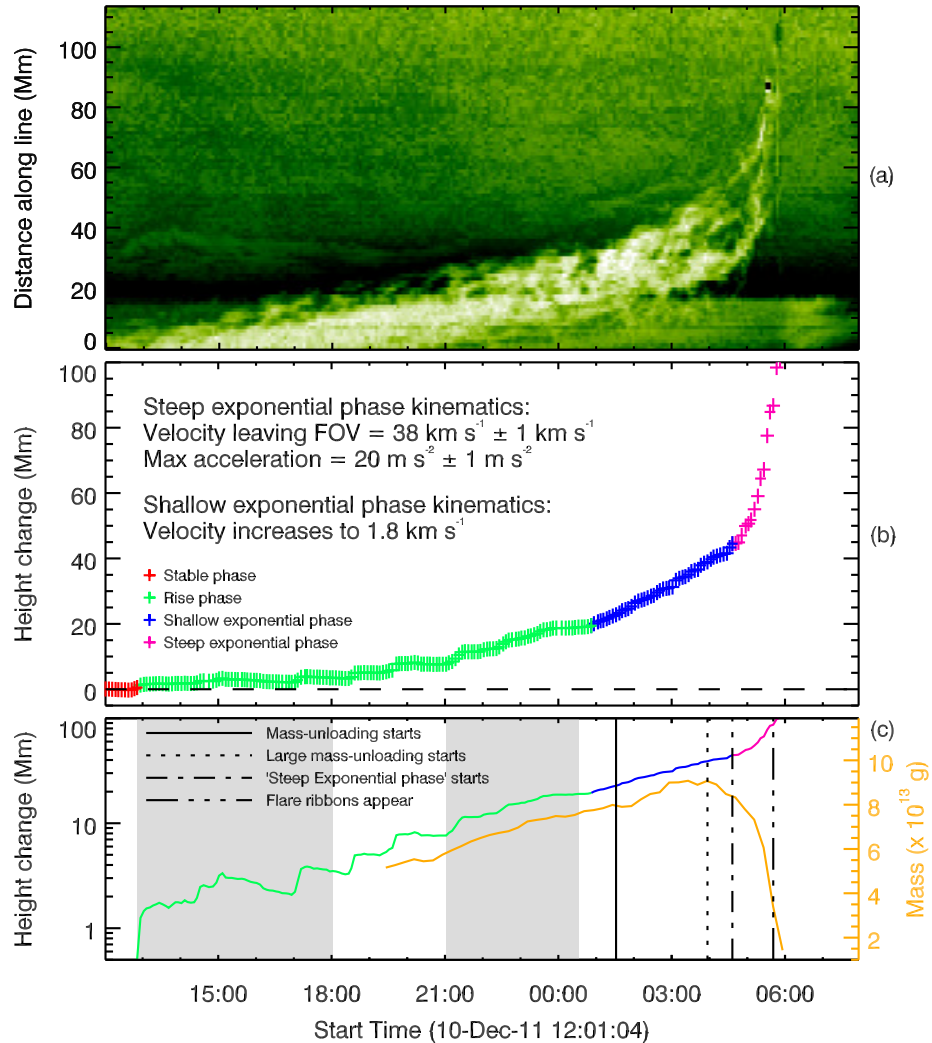 100
80
60
40
20
0
Distance along line (Mm)
(a)
100
80
60
40
20
0
Height change (Mm)
Steep exponential phase kinematics:
Velocity leaving FOV = 38 km s⁻¹ ± 1 km s⁻¹
Max acceleration = 20 m s⁻² ± 1 m s⁻²
Shallow exponential phase kinematics:
Velocity increases to 1.8 km s⁻¹
+ Stable phase
+ Rise phase
+ Shallow exponential phase
+ Steep exponential phase
(b)
100
10
1
Height change (Mm)
Mass-unloading starts
Large mass-unloading starts
'Steep Exponential phase' starts
Flare ribbons appear
(c)
10
8
6
4
2
Mass (x 10¹³ g)
15:00 18:00 21:00 00:00 03:00 06:00
Start Time (10-Dec-11 12:01:04)